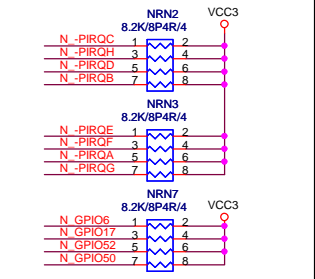 NRN2 VCC3
8.2K/8P4R/4
N_-PIRQC 1 2
N_-PIRQH 3 4
N_-PIRQD 5 6
N_-PIRQB 7 8
NRN3
8.2K/8P4R/4
N_-PIRQE 1 2
N_-PIRQF 3 4
N_-PIRQA 5 6
N_-PIRQG 7 8
NRN7
8.2K/8P4R/4 VCC3
N_GPIO6 1 2
N_GPIO17 3 4
N_GPIO52 5 6
N_GPIO50 7 8